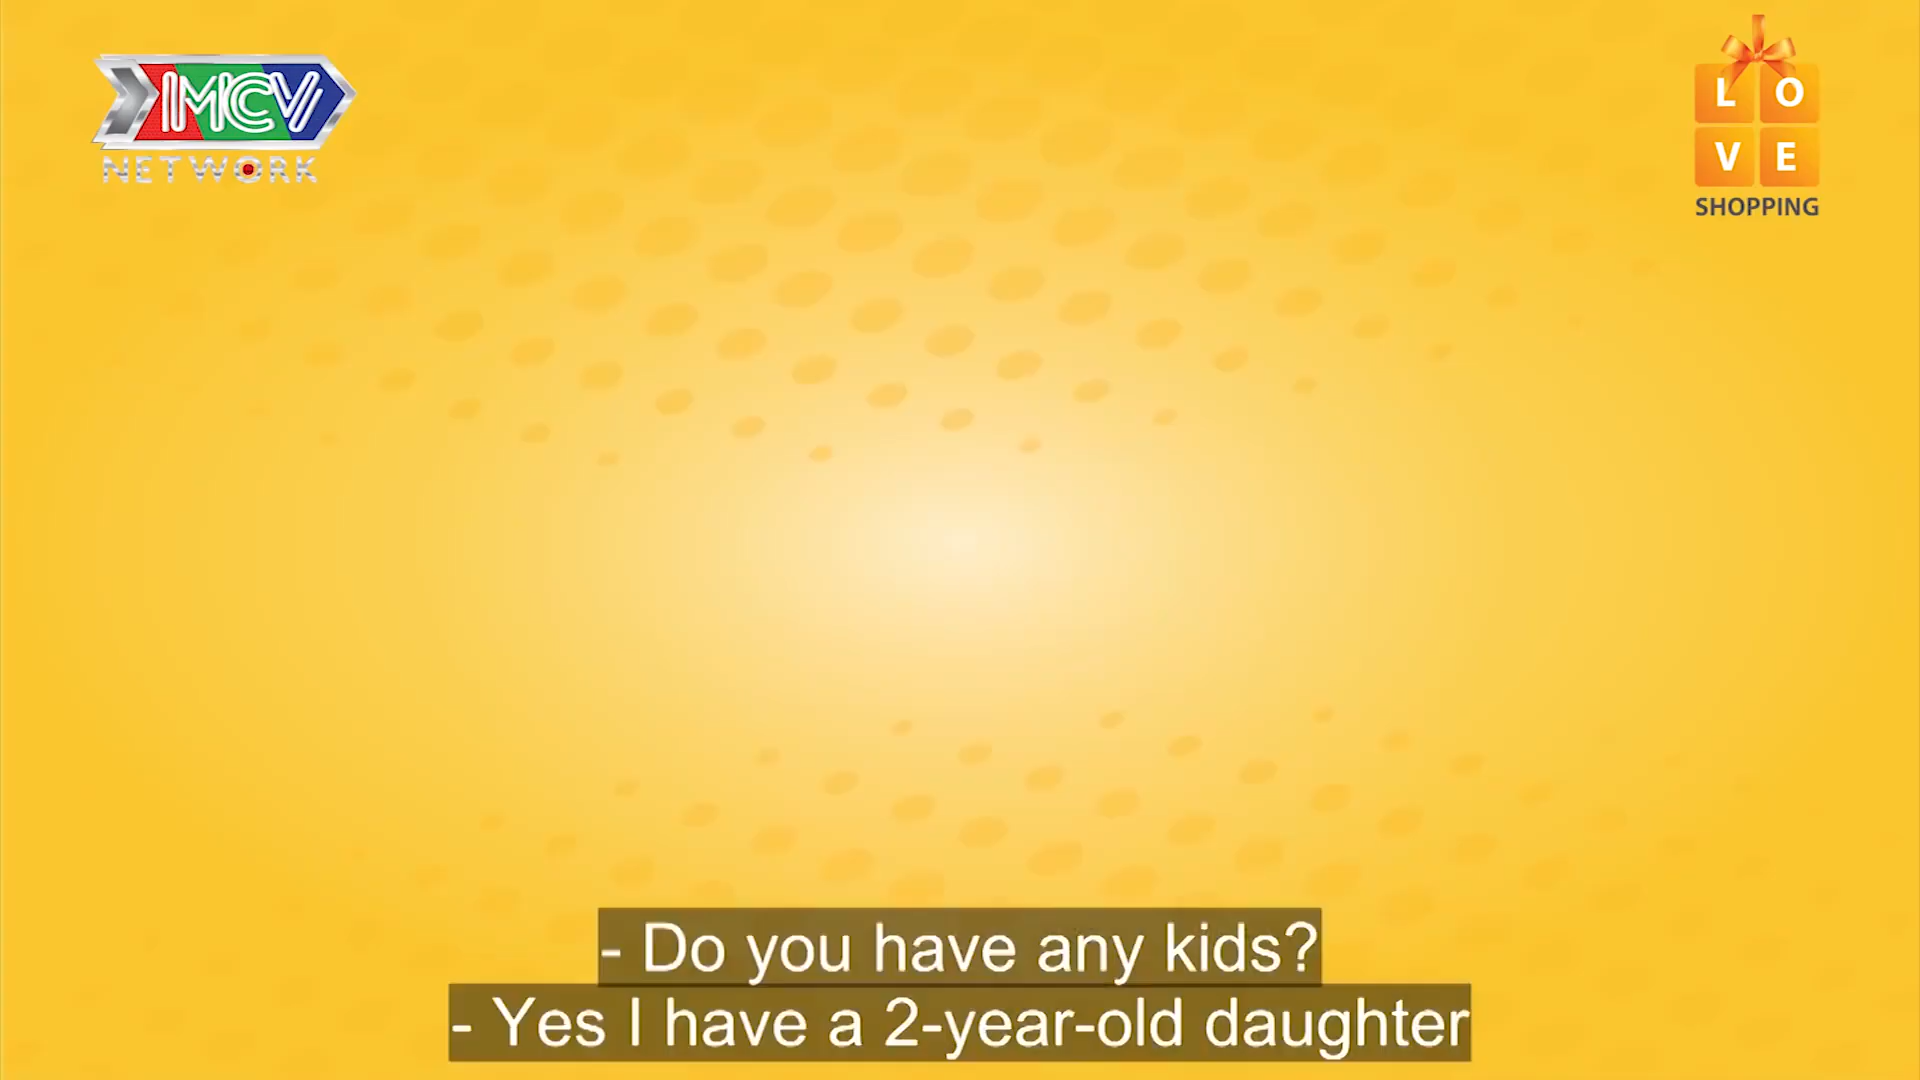 MCV
NETWORK
L O
V E
SHOPPING
- Do you have any kids?
- Yes I have a 2-year-old daughter